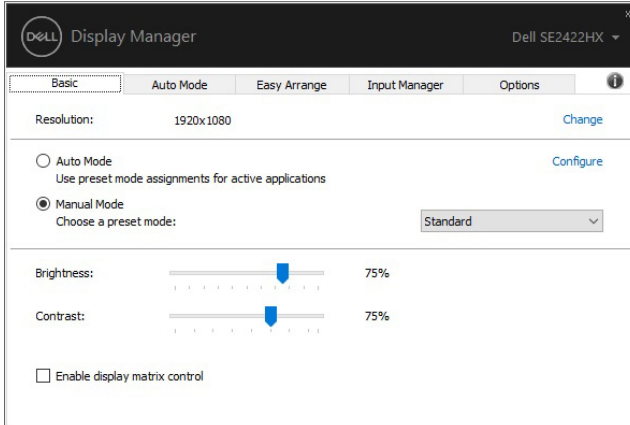 DELL Display Manager Dell SE2422HX
Basic Auto Mode Easy Arrange Input Manager Options
Resolution: 1920x1080 Change
Auto Mode Configure
Use preset mode assignments for active applications
Manual Mode
Choose a preset mode: Standard
Brightness: 75%
Contrast: 75%
Enable display matrix control